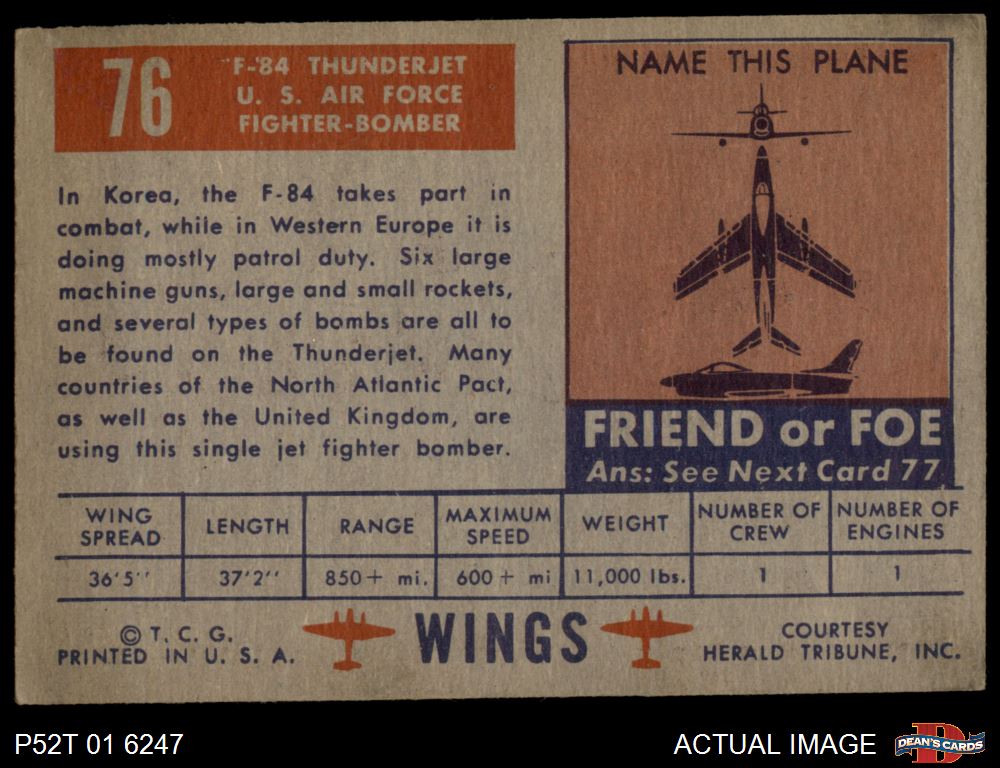 76
F-84 THUNDERJET
U. S. AIR FORCE
FIGHTER-BOMBER
In Korea, the F-84 takes part in
combat, while in Western Europe it is
doing mostly patrol duty. Six large
machine guns, large and small rockets,
and several types of bombs are all to
be found on the Thunderjet. Many
countries of the North Atlantic Pact,
as well as the United Kingdom, are
using this single jet fighter bomber.
NAME THIS PLANE
FRIEND or FOE
Ans: See Next Card 77
WING SPREAD LENGTH RANGE MAXIMUM SPEED WEIGHT NUMBER OF CREW NUMBER OF ENGINES
36'5'' 37'2'' 850+ mi. 600+ mi 11,000 lbs. 1 1
© T. C. G.
PRINTED IN U. S. A.
WINGS
COURTESY
HERALD TRIBUNE, INC.
P52T 01 6247
ACTUAL IMAGE
D
DEAN'S CARDS